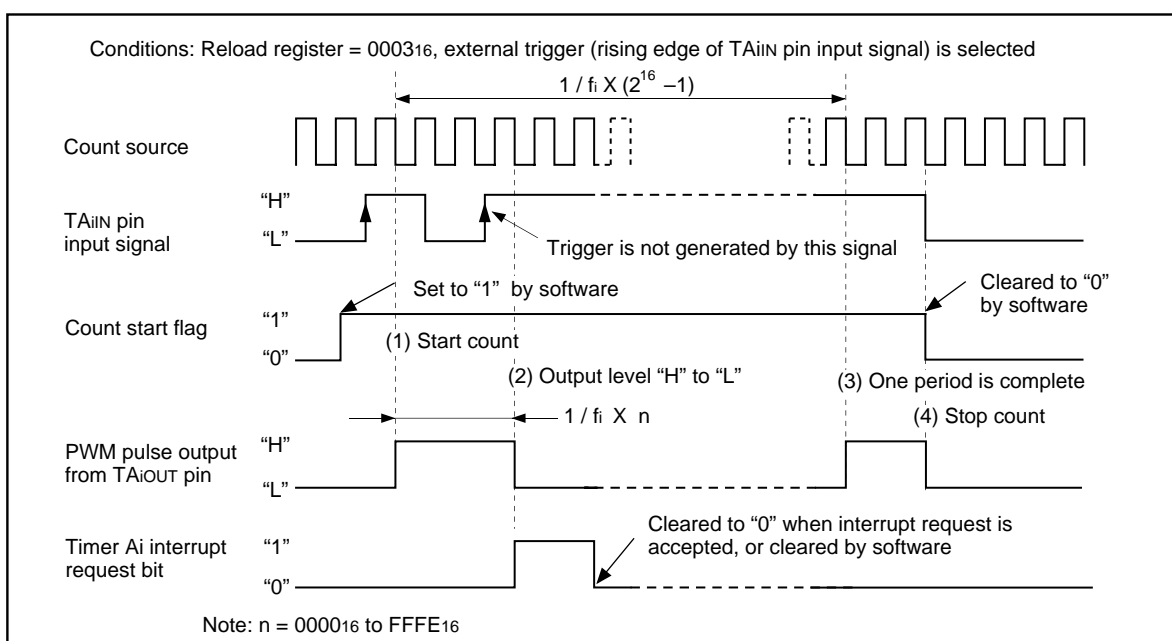 Conditions: Reload register = 000316, external trigger (rising edge of TAiIN pin input signal) is selected
1 / fi X (2^16 –1)
Count source
TAiIN pin
input signal
“H”
“L”
Trigger is not generated by this signal
Count start flag
“1”
“0”
Set to “1” by software
Cleared to “0”
by software
(1) Start count
(2) Output level “H” to “L”
(3) One period is complete
(4) Stop count
1 / fi X n
PWM pulse output
from TAiOUT pin
“H”
“L”
Timer Ai interrupt
request bit
“1”
“0”
Cleared to “0” when interrupt request is
accepted, or cleared by software
Note: n = 000016 to FFFE16